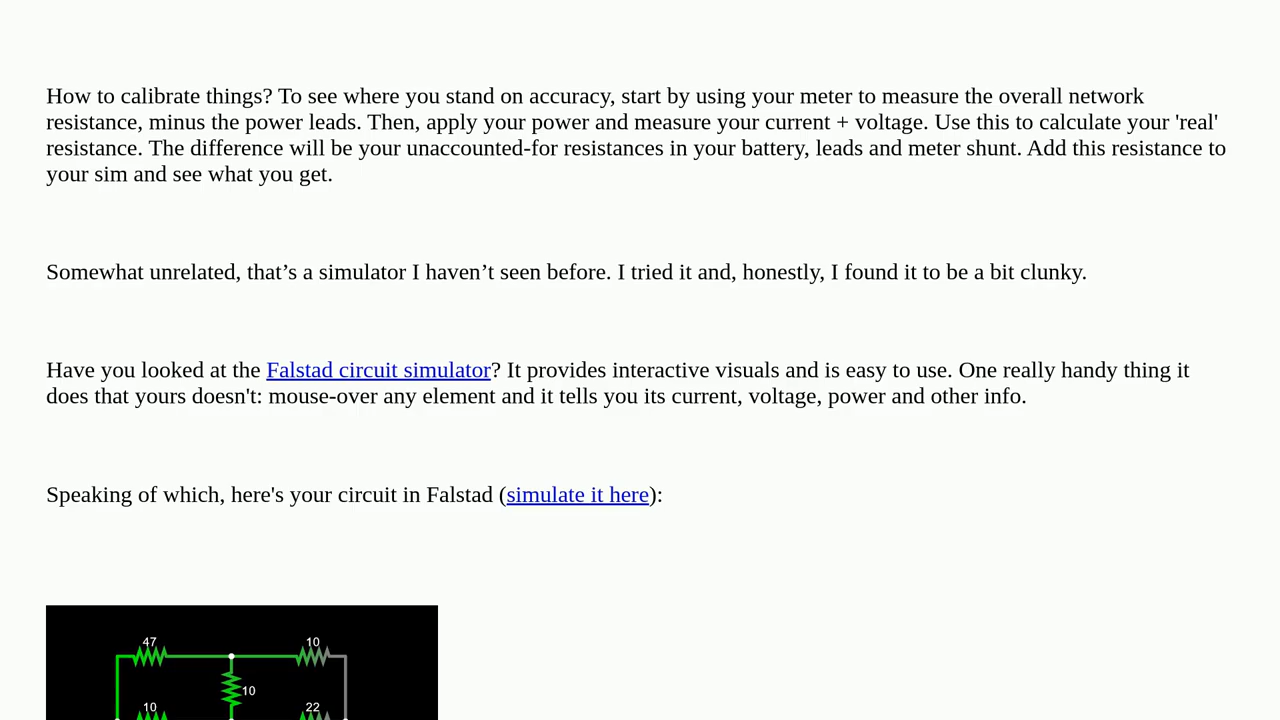 How to calibrate things? To see where you stand on accuracy, start by using your meter to measure the overall network
resistance, minus the power leads. Then, apply your power and measure your current + voltage. Use this to calculate your 'real'
resistance. The difference will be your unaccounted-for resistances in your battery, leads and meter shunt. Add this resistance to
your sim and see what you get.
Somewhat unrelated, that’s a simulator I haven’t seen before. I tried it and, honestly, I found it to be a bit clunky.
Have you looked at the Falstad circuit simulator? It provides interactive visuals and is easy to use. One really handy thing it
does that yours doesn't: mouse-over any element and it tells you its current, voltage, power and other info.
Speaking of which, here's your circuit in Falstad (simulate it here):
47 10
10
10 22